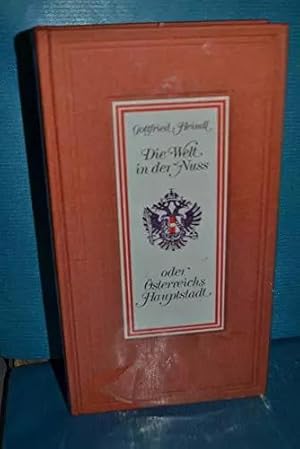 Gottfried Heindl
Die Welt
in der Nuss
oder
Österreichs
Hauptstadt